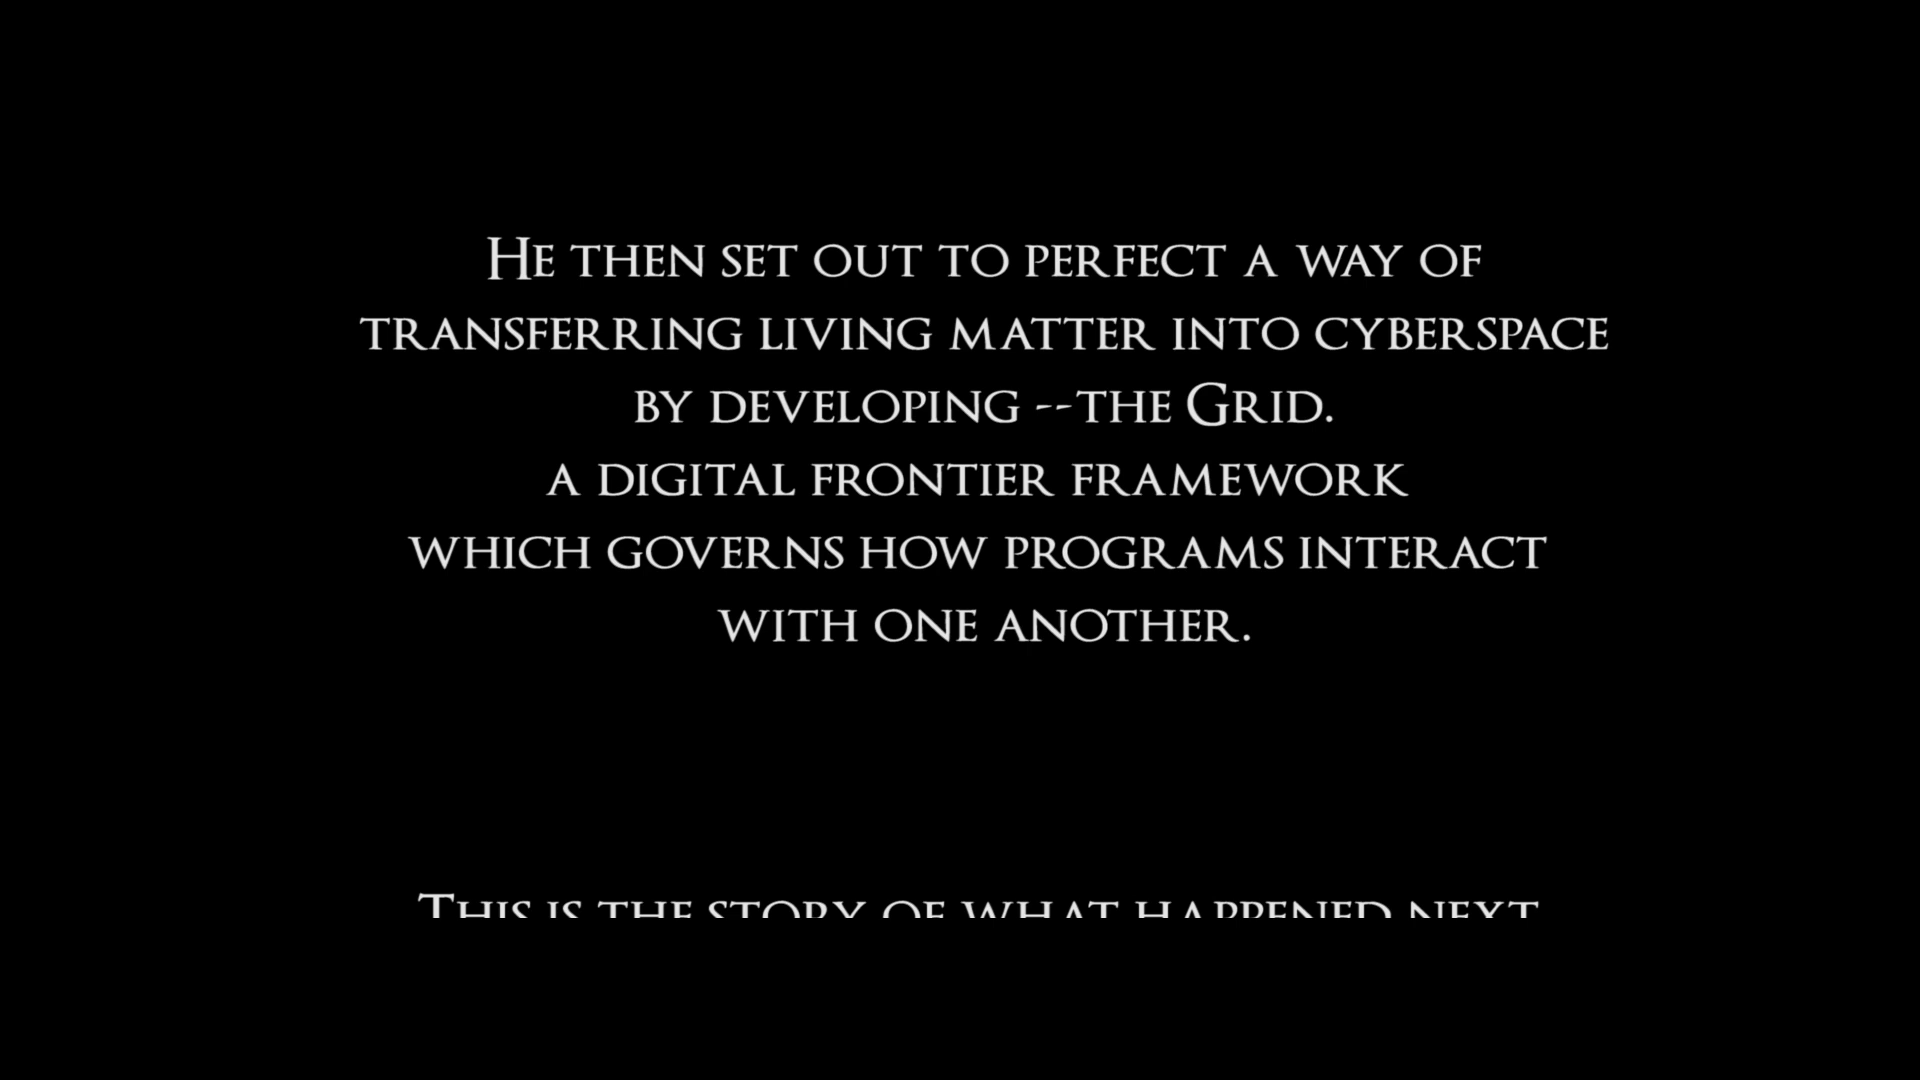 He then set out to perfect a way of
transferring living matter into cyberspace
by developing --the Grid.
a digital frontier framework
which governs how programs interact
with one another.
This is the story of what happened next